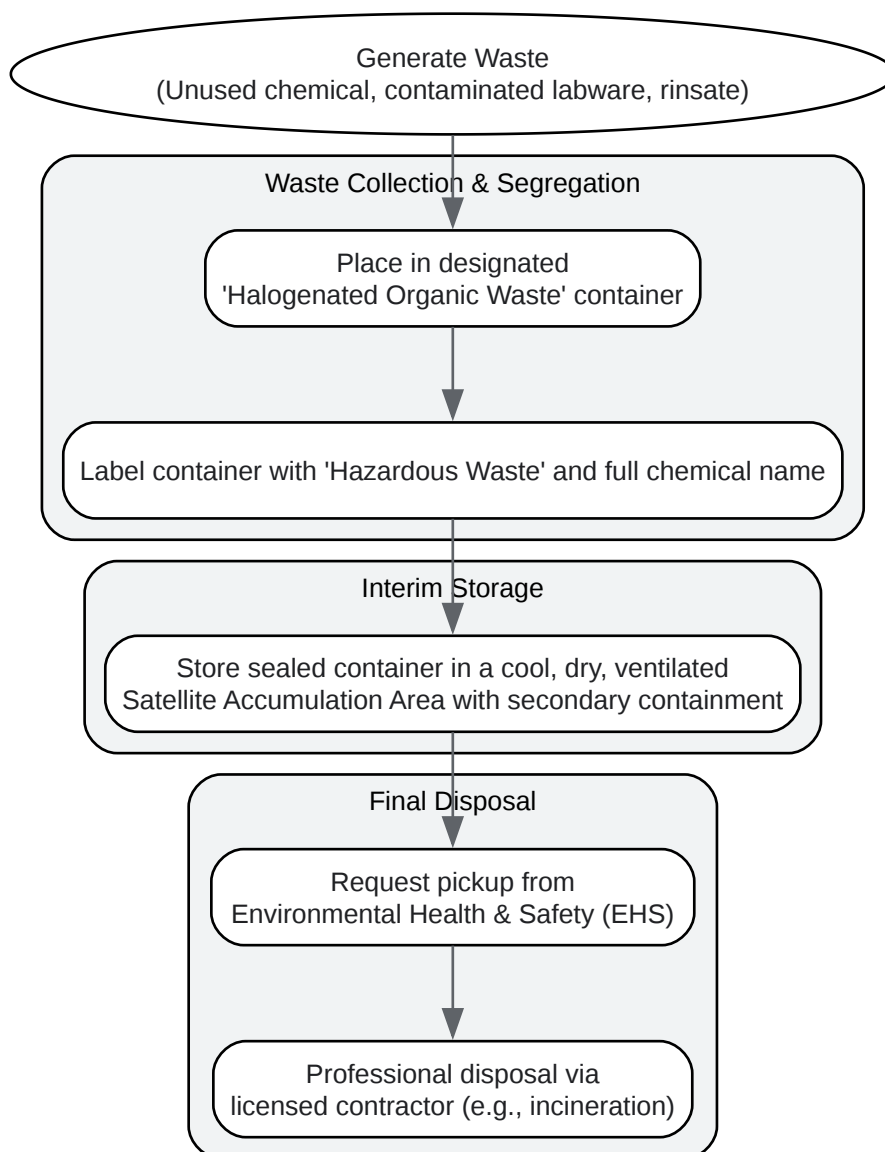 Generate Waste
(Unused chemical, contaminated labware, rinsate)
Waste Collection & Segregation
Place in designated
'Halogenated Organic Waste' container
Label container with 'Hazardous Waste' and full chemical name
Interim Storage
Store sealed container in a cool, dry, ventilated
Satellite Accumulation Area with secondary containment
Final Disposal
Request pickup from
Environmental Health & Safety (EHS)
Professional disposal via
licensed contractor (e.g., incineration)